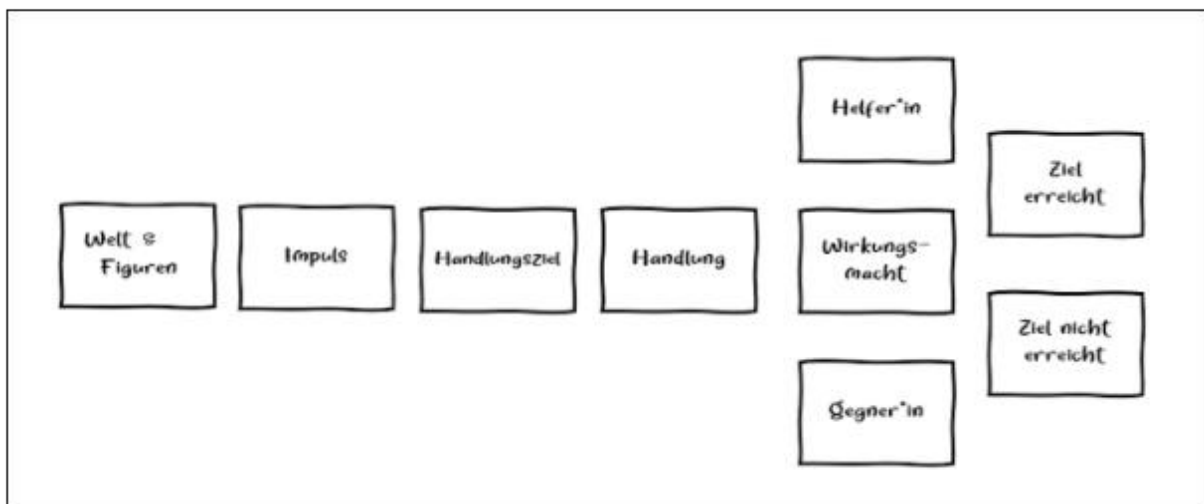 Welt &
Figuren
Impuls
Handlungsziel
Handlung
Helfer*in
Wirkungs-
macht
Gegner*in
Ziel
erreicht
Ziel nicht
erreicht